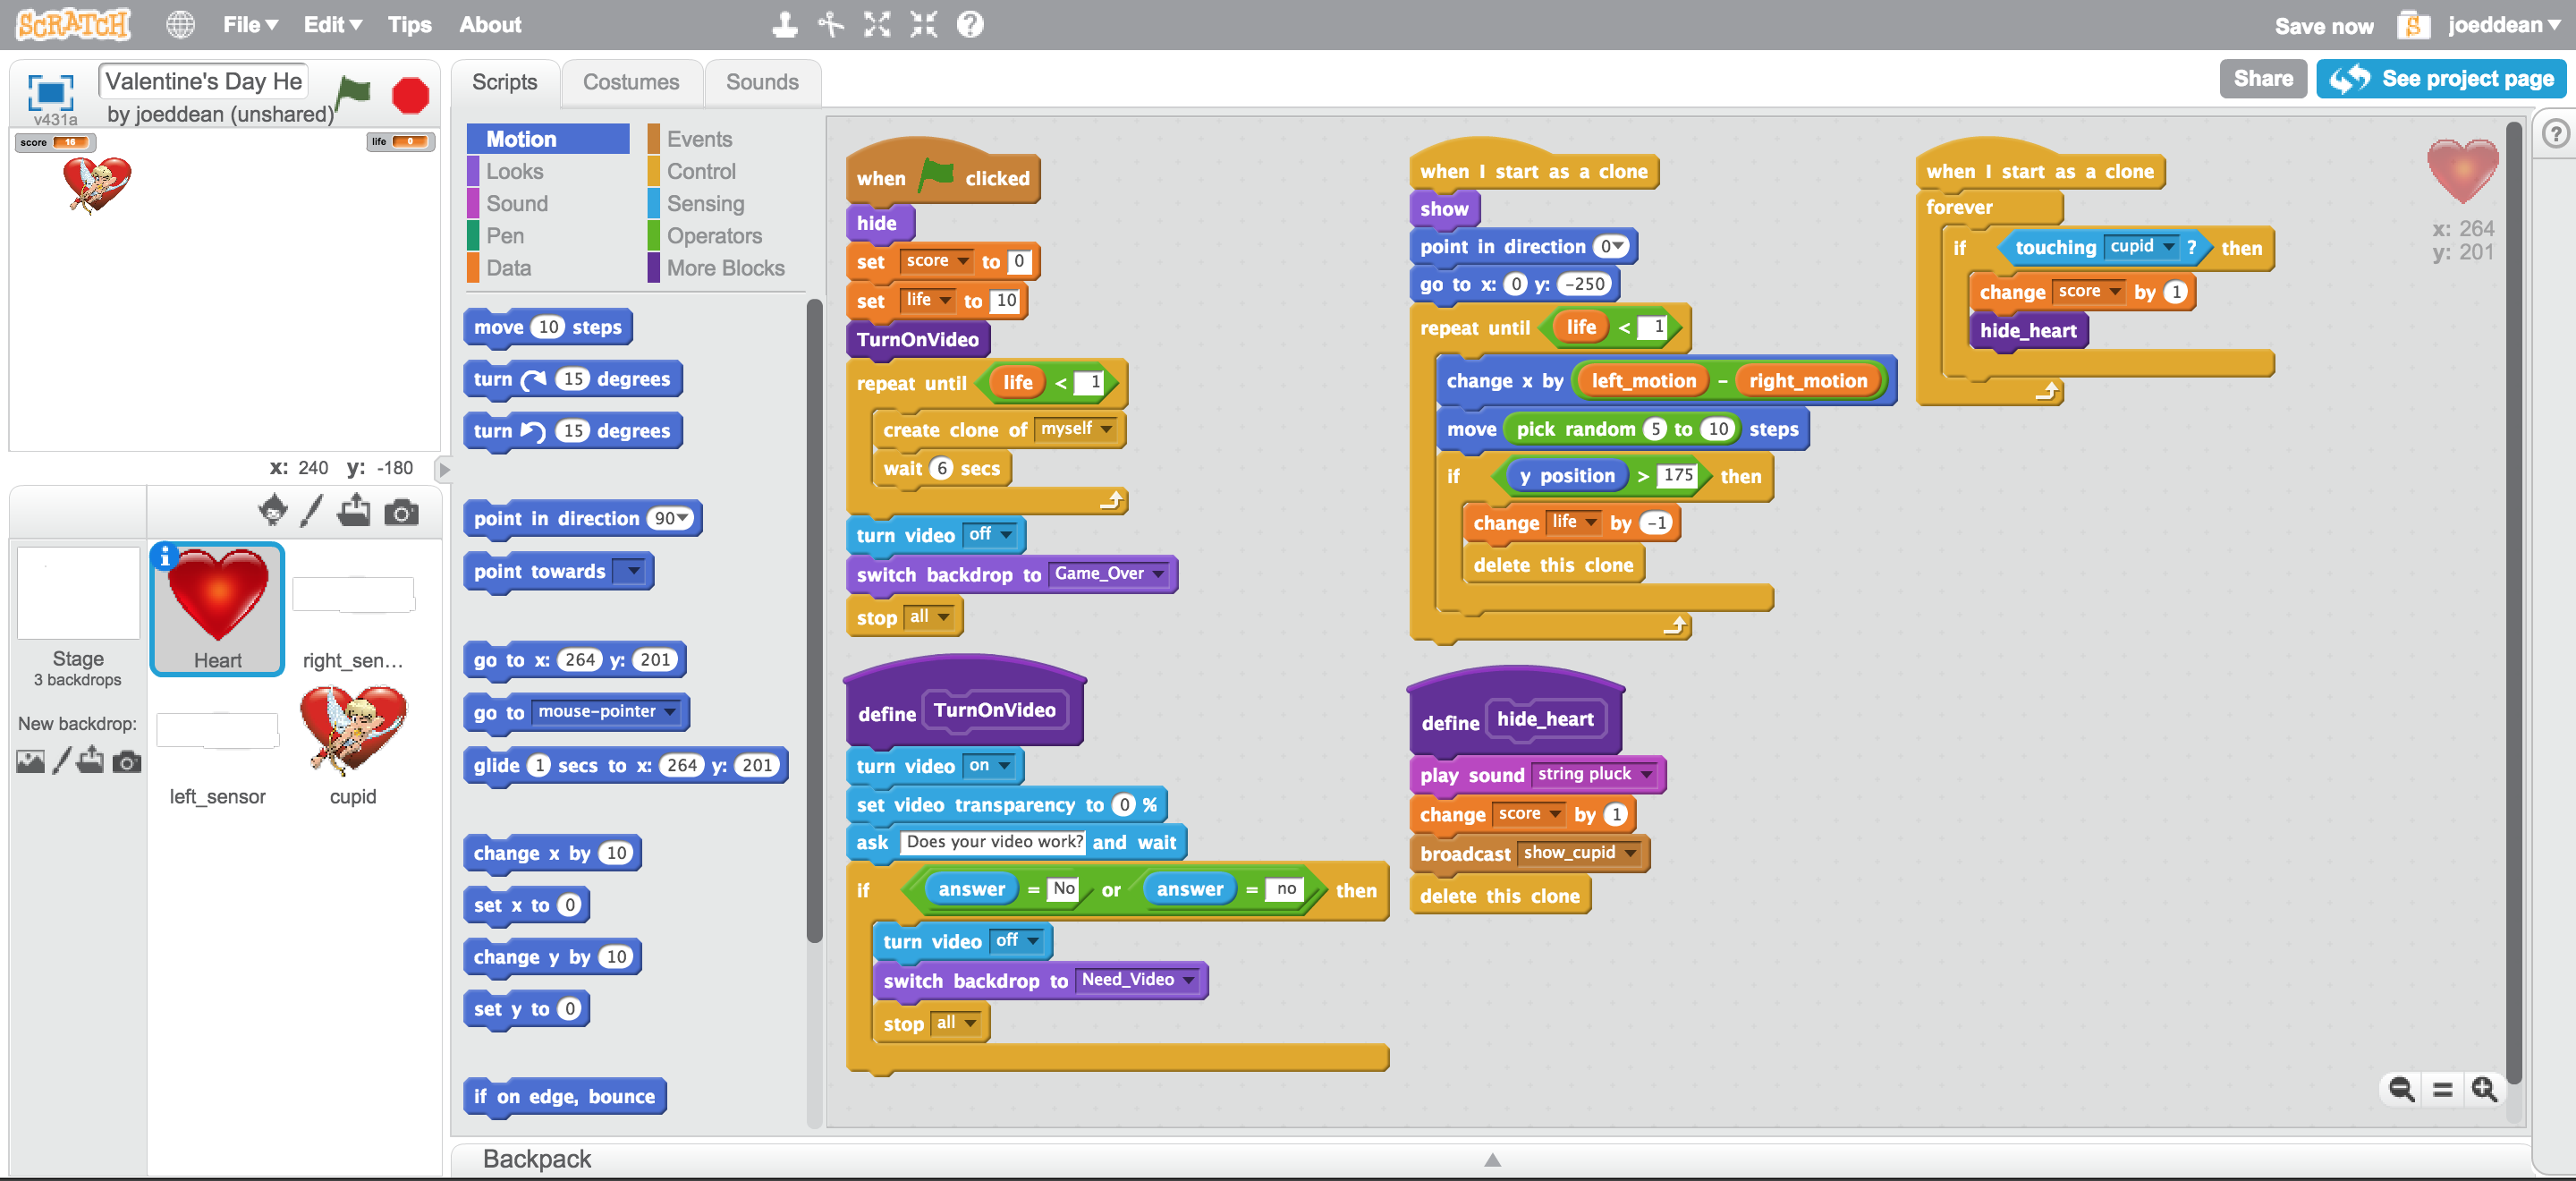 SCRATCH File▼ Edit▼ Tips About Save now joeddean▼
Valentine's Day He
by joeddean (unshared)
v431a
score 16 life 0
x: 240 y: -180
Scripts Costumes Sounds
Share See project page
Motion Events
Looks Control
Sound Sensing
Pen Operators
Data More Blocks
move 10 steps
turn 15 degrees
turn 15 degrees
point in direction 90▼
point towards
go to x: 264 y: 201
go to mouse-pointer
glide 1 secs to x: 264 y: 201
change x by 10
set x to 0
change y by 10
set y to 0
if on edge, bounce
Stage
3 backdrops
New backdrop:
Heart
right_sen...
left_sensor
cupid
when clicked
hide
set score to 0
set life to 10
TurnOnVideo
repeat until life < 1
create clone of myself
wait 6 secs
turn video off
switch backdrop to Game_Over
stop all
define TurnOnVideo
turn video on
set video transparency to 0 %
ask Does your video work? and wait
if answer = No or answer = no then
turn video off
switch backdrop to Need_Video
stop all
when I start as a clone
show
point in direction 0▼
go to x: 0 y: -250
repeat until life < 1
change x by left_motion - right_motion
move pick random 5 to 10 steps
if y position > 175 then
change life by -1
delete this clone
define hide_heart
play sound string pluck
change score by 1
broadcast show_cupid
delete this clone
when I start as a clone
forever
if touching cupid ? then
change score by 1
hide_heart
x: 264
y: 201
Backpack